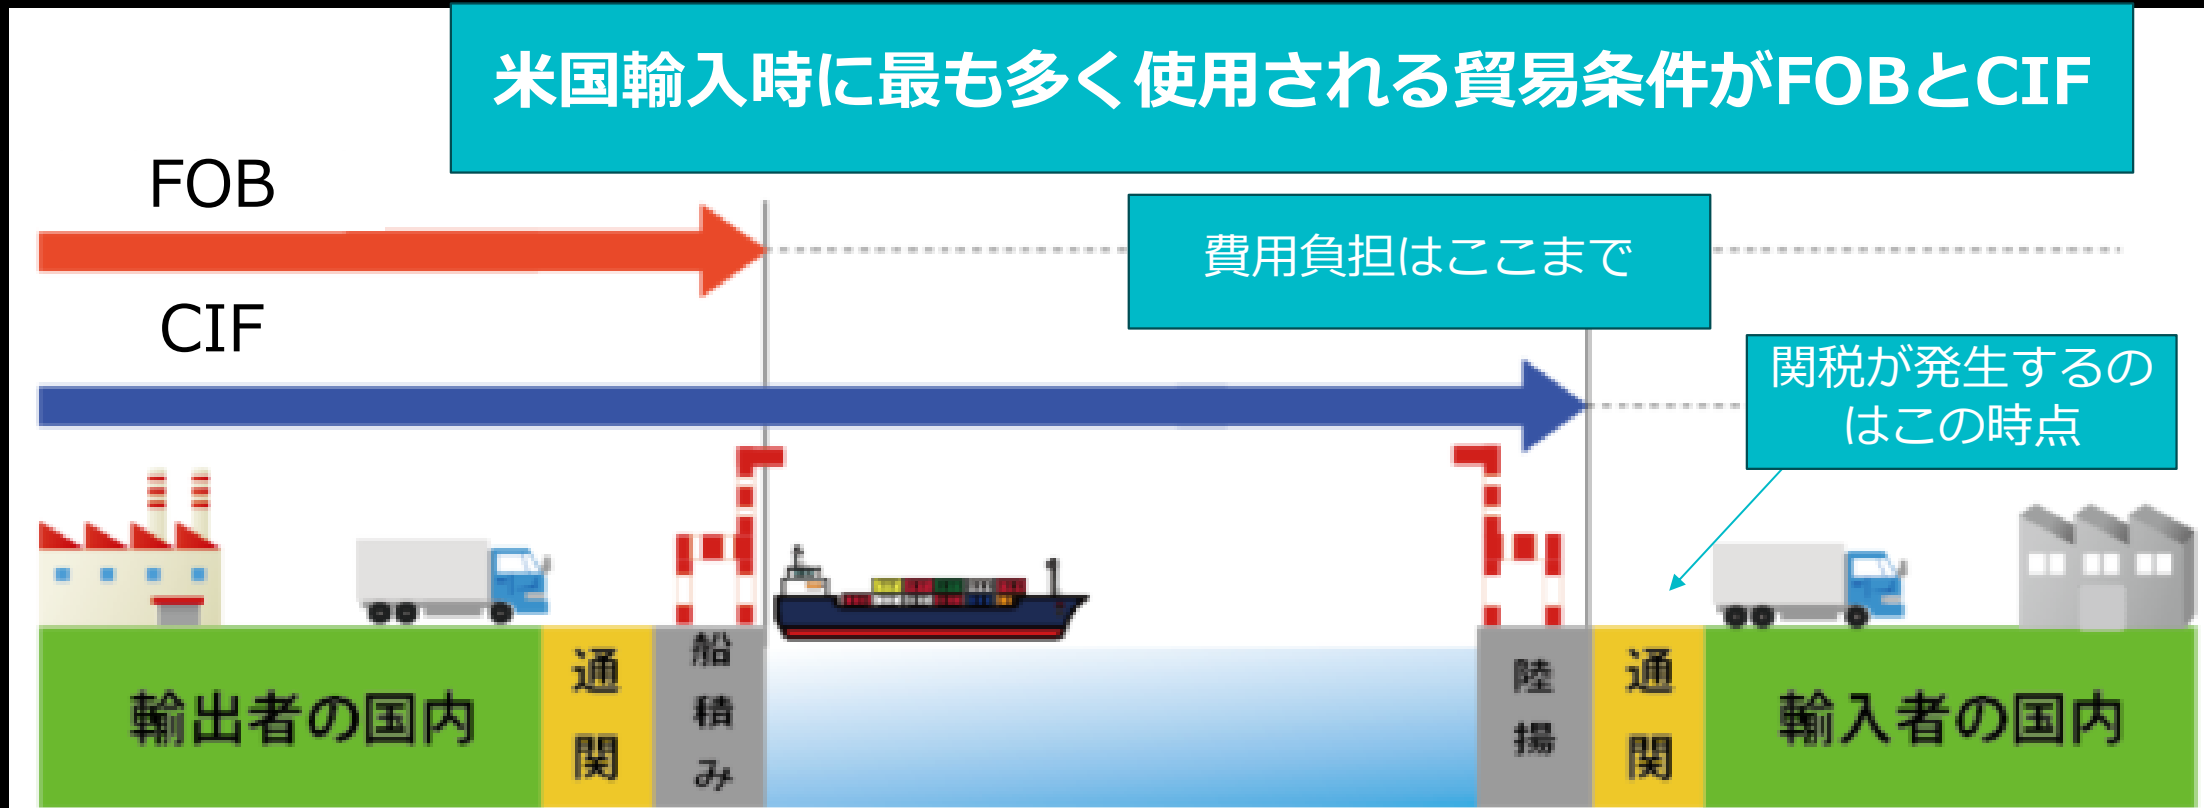 米国輸入時に最も多く使用される貿易条件がFOBとCIF
FOB
費用負担はここまで
CIF
関税が発生するの
はこの時点
輸出者の国内
通関
船積み
陸揚
通関
輸入者の国内